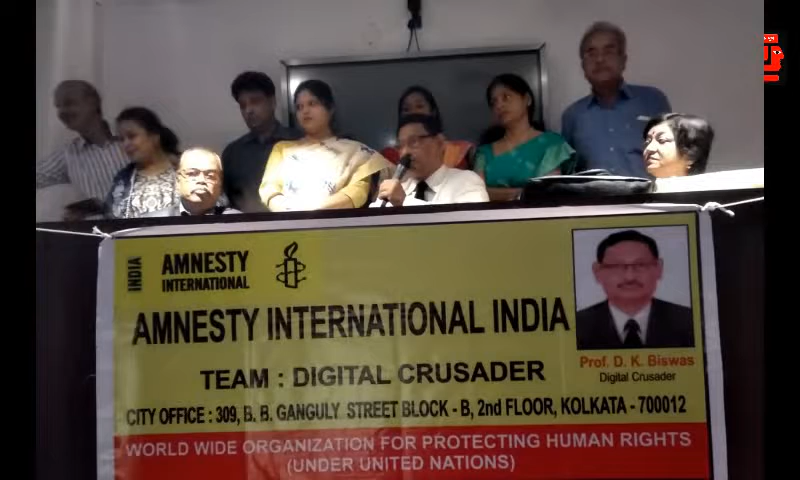 INDIA
AMNESTY
INTERNATIONAL
AMNESTY INTERNATIONAL INDIA
Prof. D. K. Biswas
Digital Crusader
TEAM : DIGITAL CRUSADER
CITY OFFICE : 309, B. B. GANGULY STREET BLOCK - B, 2nd FLOOR, KOLKATA - 700012
WORLD WIDE ORGANIZATION FOR PROTECTING HUMAN RIGHTS
(UNDER UNITED NATIONS)